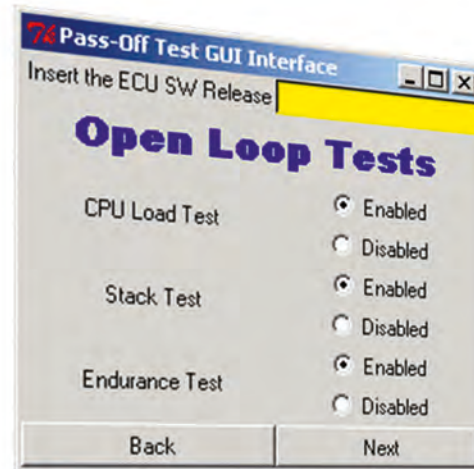 Pass-Off Test GUI Interface
Insert the ECU SW Release
Open Loop Tests
CPU Load Test
Enabled
Disabled
Stack Test
Enabled
Disabled
Endurance Test
Enabled
Disabled
Back Next